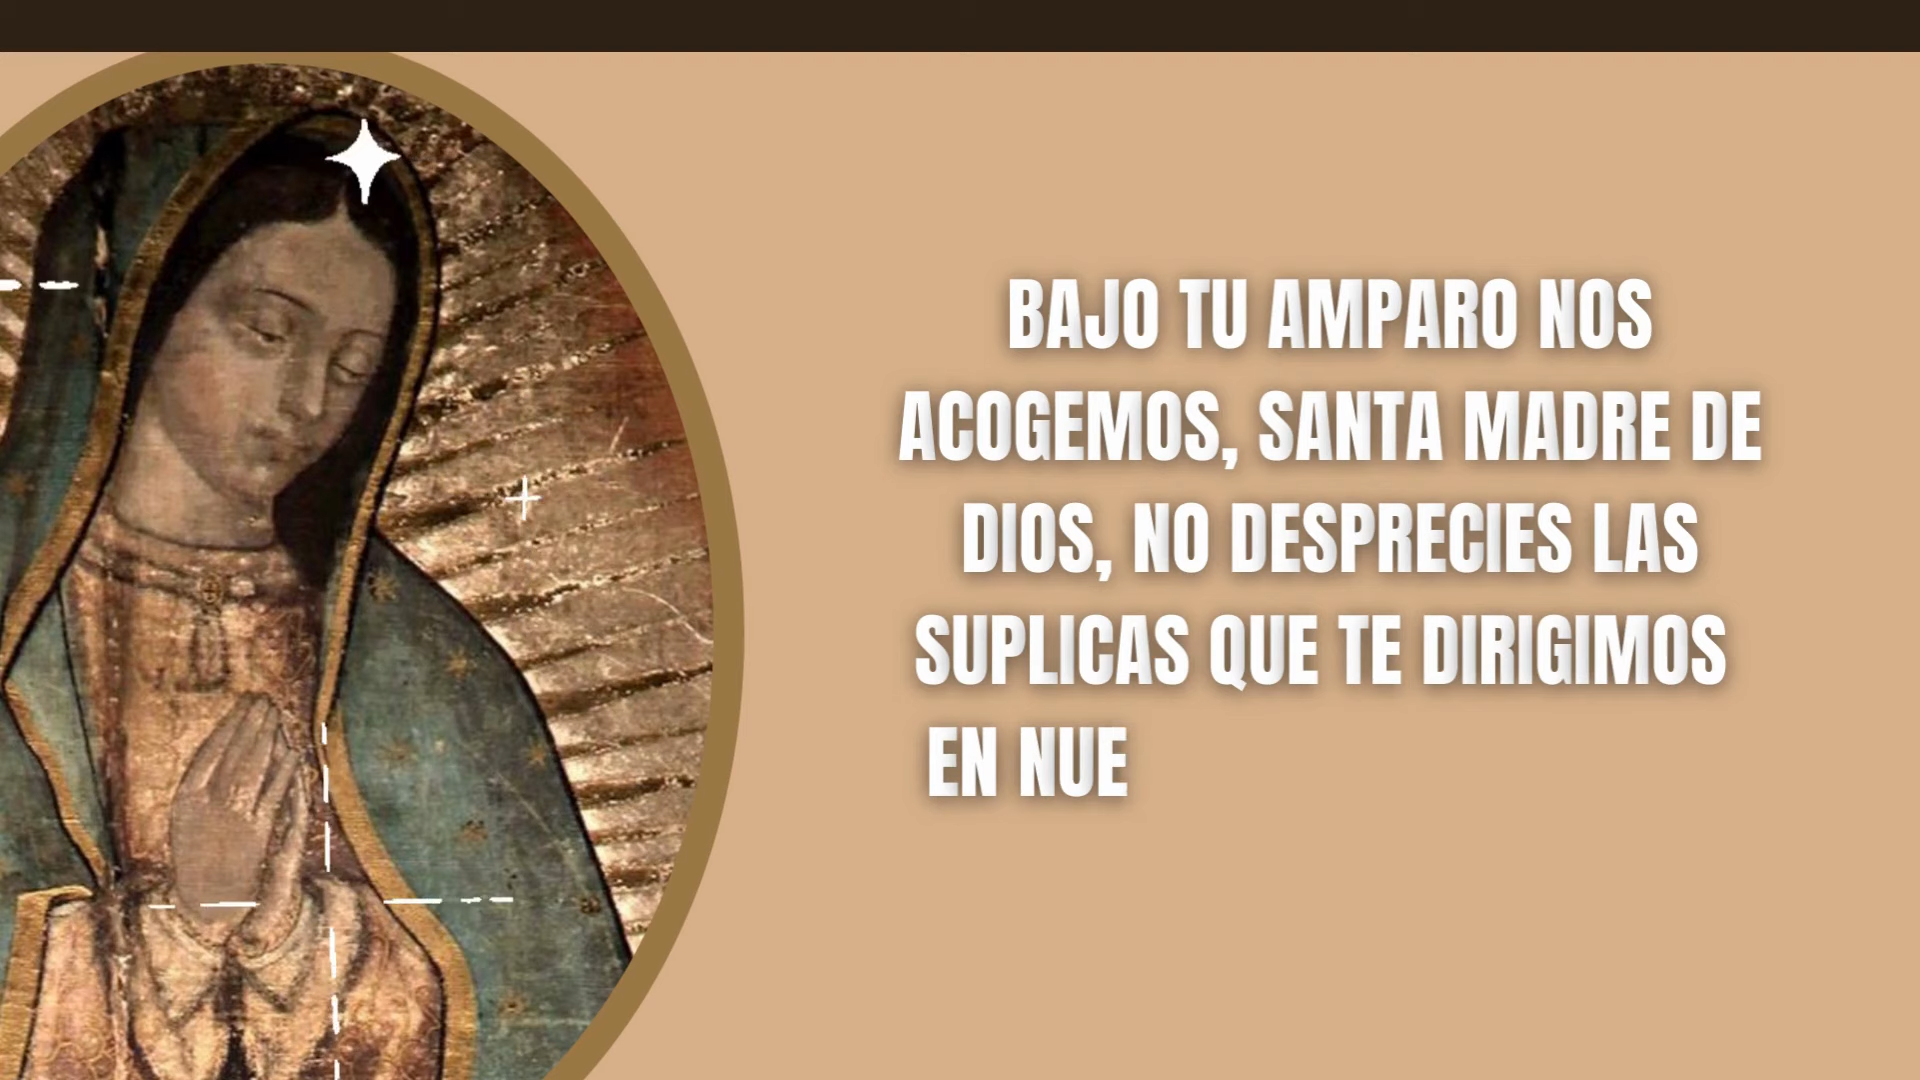 BAJO TU AMPARO NOS
ACOGEMOS, SANTA MADRE DE
DIOS, NO DESPRECIES LAS
SUPLICAS QUE TE DIRIGIMOS
EN NUE